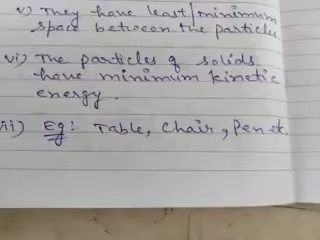 v) They have least/minimum
space between the particles
vi) The particles of solids
have minimum kinetic
energy.
vii) Eg: Table, Chair, Pen etc.